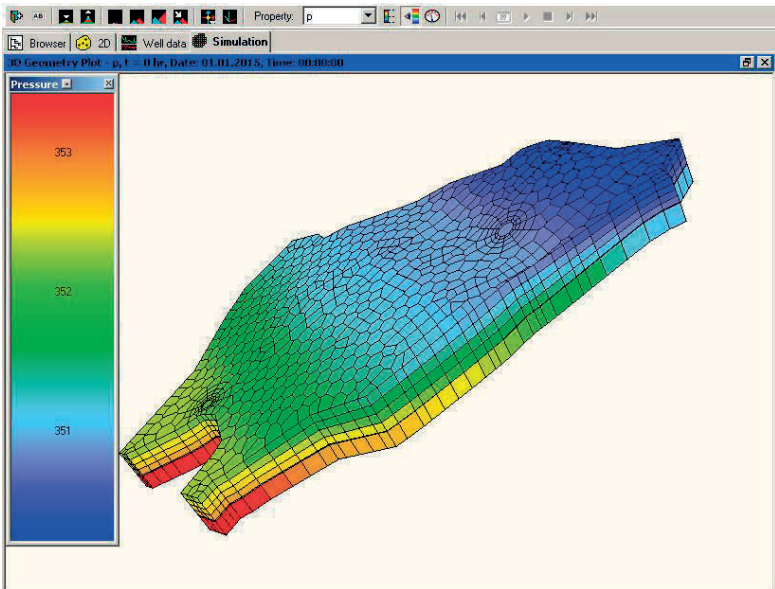 AB Property: p
Browser 2D Well data Simulation
3D Geometry Plot - p, t = 0 hr, Date: 01.01.2015, Time: 00:00:00
Pressure
353
352
351